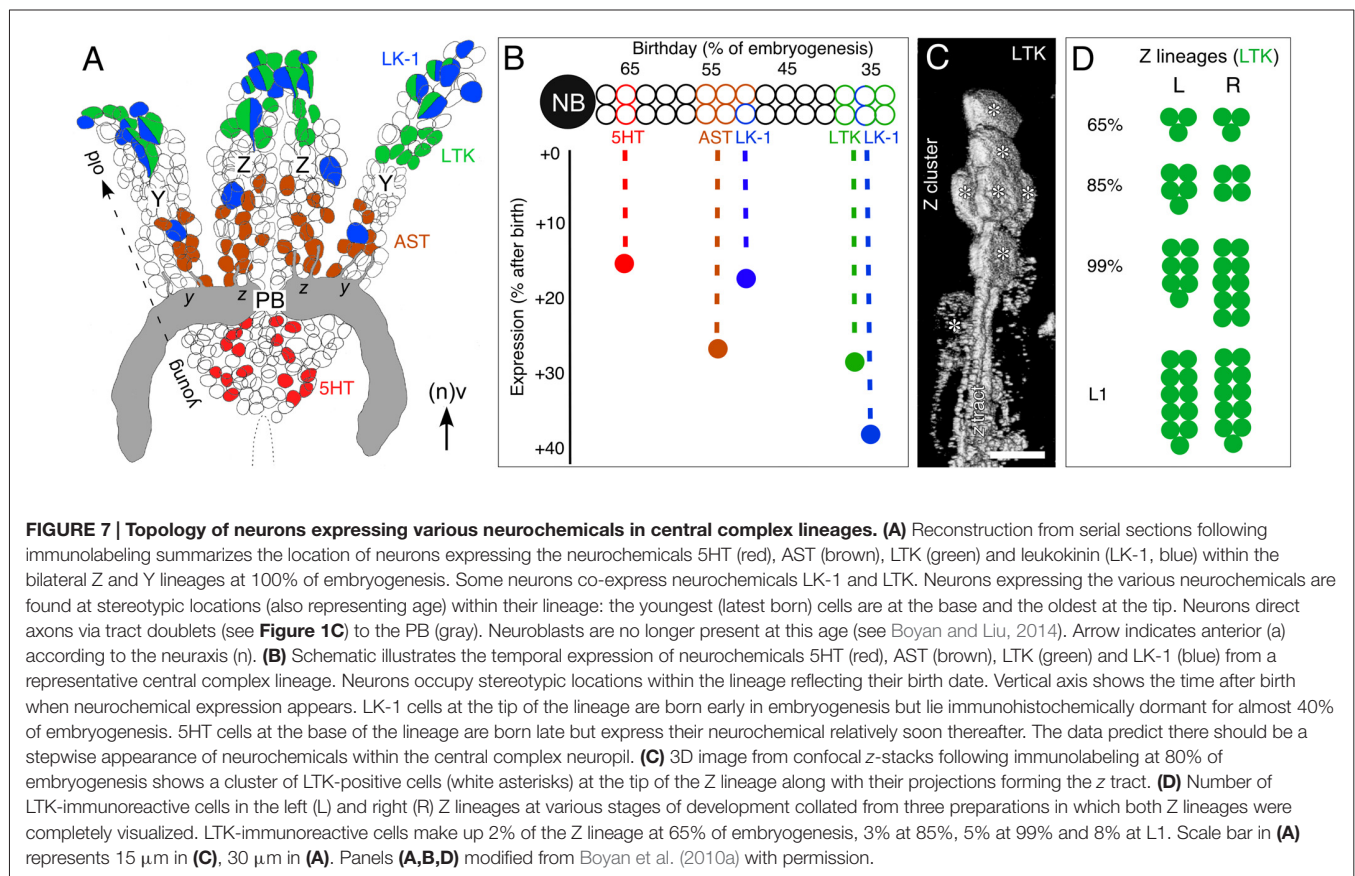 A
LK-1
LTK
Z
Z
Y
Y
old
young
AST
y
z
PB
z
y
5HT
(n)v
B
Birthday (% of embryogenesis)
65
55
45
35
NB
5HT
AST
LK-1
LTK
LK-1
Expression (% after birth)
+0
+10
+20
+30
+40
C
LTK
Z cluster
z tract
D
Z lineages (LTK)
L
R
65%
85%
99%
L1
FIGURE 7 | Topology of neurons expressing various neurochemicals in central complex lineages. (A) Reconstruction from serial sections following
immunolabeling summarizes the location of neurons expressing the neurochemicals 5HT (red), AST (brown), LTK (green) and leukokinin (LK-1, blue) within the
bilateral Z and Y lineages at 100% of embryogenesis. Some neurons co-express neurochemicals LK-1 and LTK. Neurons expressing the various neurochemicals are
found at stereotypic locations (also representing age) within their lineage: the youngest (latest born) cells are at the base and the oldest at the tip. Neurons direct
axons via tract doublets (see Figure 1C) to the PB (gray). Neuroblasts are no longer present at this age (see Boyan and Liu, 2014). Arrow indicates anterior (a)
according to the neuraxis (n). (B) Schematic illustrates the temporal expression of neurochemicals 5HT (red), AST (brown), LTK (green) and LK-1 (blue) from a
representative central complex lineage. Neurons occupy stereotypic locations within the lineage reflecting their birth date. Vertical axis shows the time after birth
when neurochemical expression appears. LK-1 cells at the tip of the lineage are born early in embryogenesis but lie immunohistochemically dormant for almost 40%
of embryogenesis. 5HT cells at the base of the lineage are born late but express their neurochemical relatively soon thereafter. The data predict there should be a
stepwise appearance of neurochemicals within the central complex neuropil. (C) 3D image from confocal z-stacks following immunolabeling at 80% of
embryogenesis shows a cluster of LTK-positive cells (white asterisks) at the tip of the Z lineage along with their projections forming the z tract. (D) Number of
LTK-immunoreactive cells in the left (L) and right (R) Z lineages at various stages of development collated from three preparations in which both Z lineages were
completely visualized. LTK-immunoreactive cells make up 2% of the Z lineage at 65% of embryogenesis, 3% at 85%, 5% at 99% and 8% at L1. Scale bar in (A)
represents 15 μm in (C), 30 μm in (A). Panels (A,B,D) modified from Boyan et al. (2010a) with permission.